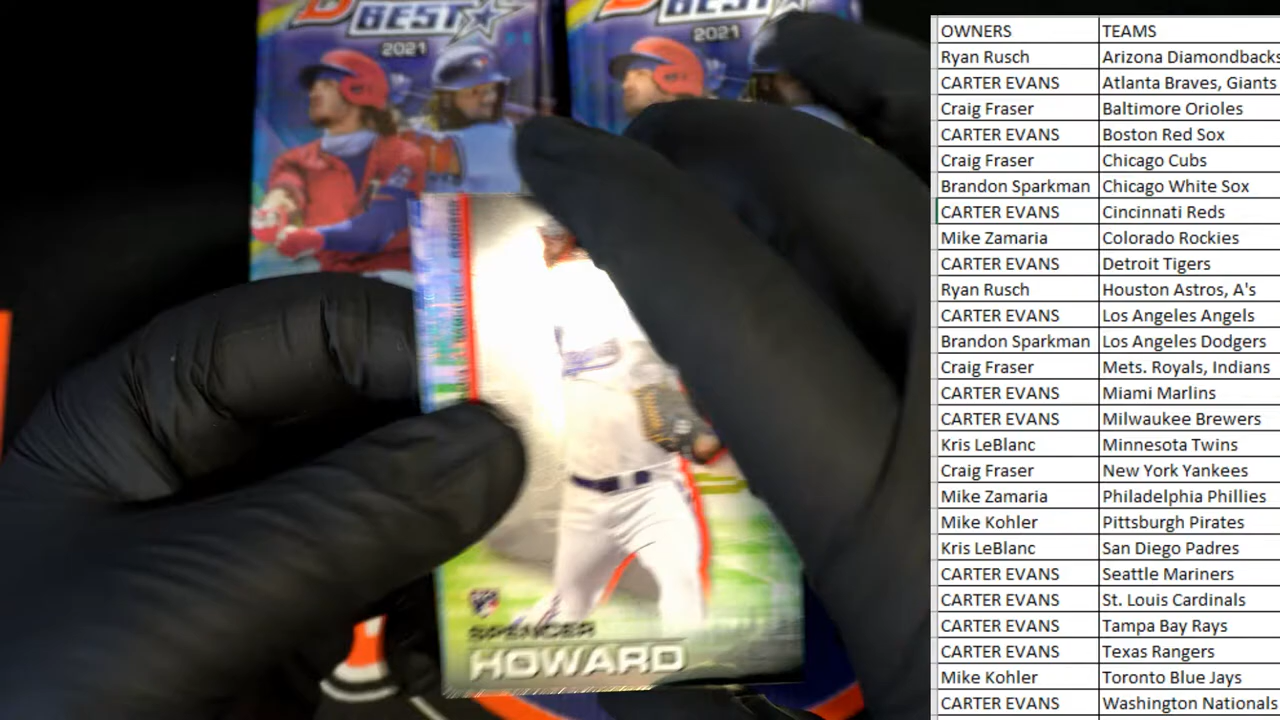 BEST
2021
BEST
2021
SPENCER
HOWARD
OWNERS TEAMS
Ryan Rusch Arizona Diamondbacks
CARTER EVANS Atlanta Braves, Giants
Craig Fraser Baltimore Orioles
CARTER EVANS Boston Red Sox
Craig Fraser Chicago Cubs
Brandon Sparkman Chicago White Sox
CARTER EVANS Cincinnati Reds
Mike Zamaria Colorado Rockies
CARTER EVANS Detroit Tigers
Ryan Rusch Houston Astros, A's
CARTER EVANS Los Angeles Angels
Brandon Sparkman Los Angeles Dodgers
Craig Fraser Mets. Royals, Indians
CARTER EVANS Miami Marlins
CARTER EVANS Milwaukee Brewers
Kris LeBlanc Minnesota Twins
Craig Fraser New York Yankees
Mike Zamaria Philadelphia Phillies
Mike Kohler Pittsburgh Pirates
Kris LeBlanc San Diego Padres
CARTER EVANS Seattle Mariners
CARTER EVANS St. Louis Cardinals
CARTER EVANS Tampa Bay Rays
CARTER EVANS Texas Rangers
Mike Kohler Toronto Blue Jays
CARTER EVANS Washington Nationals